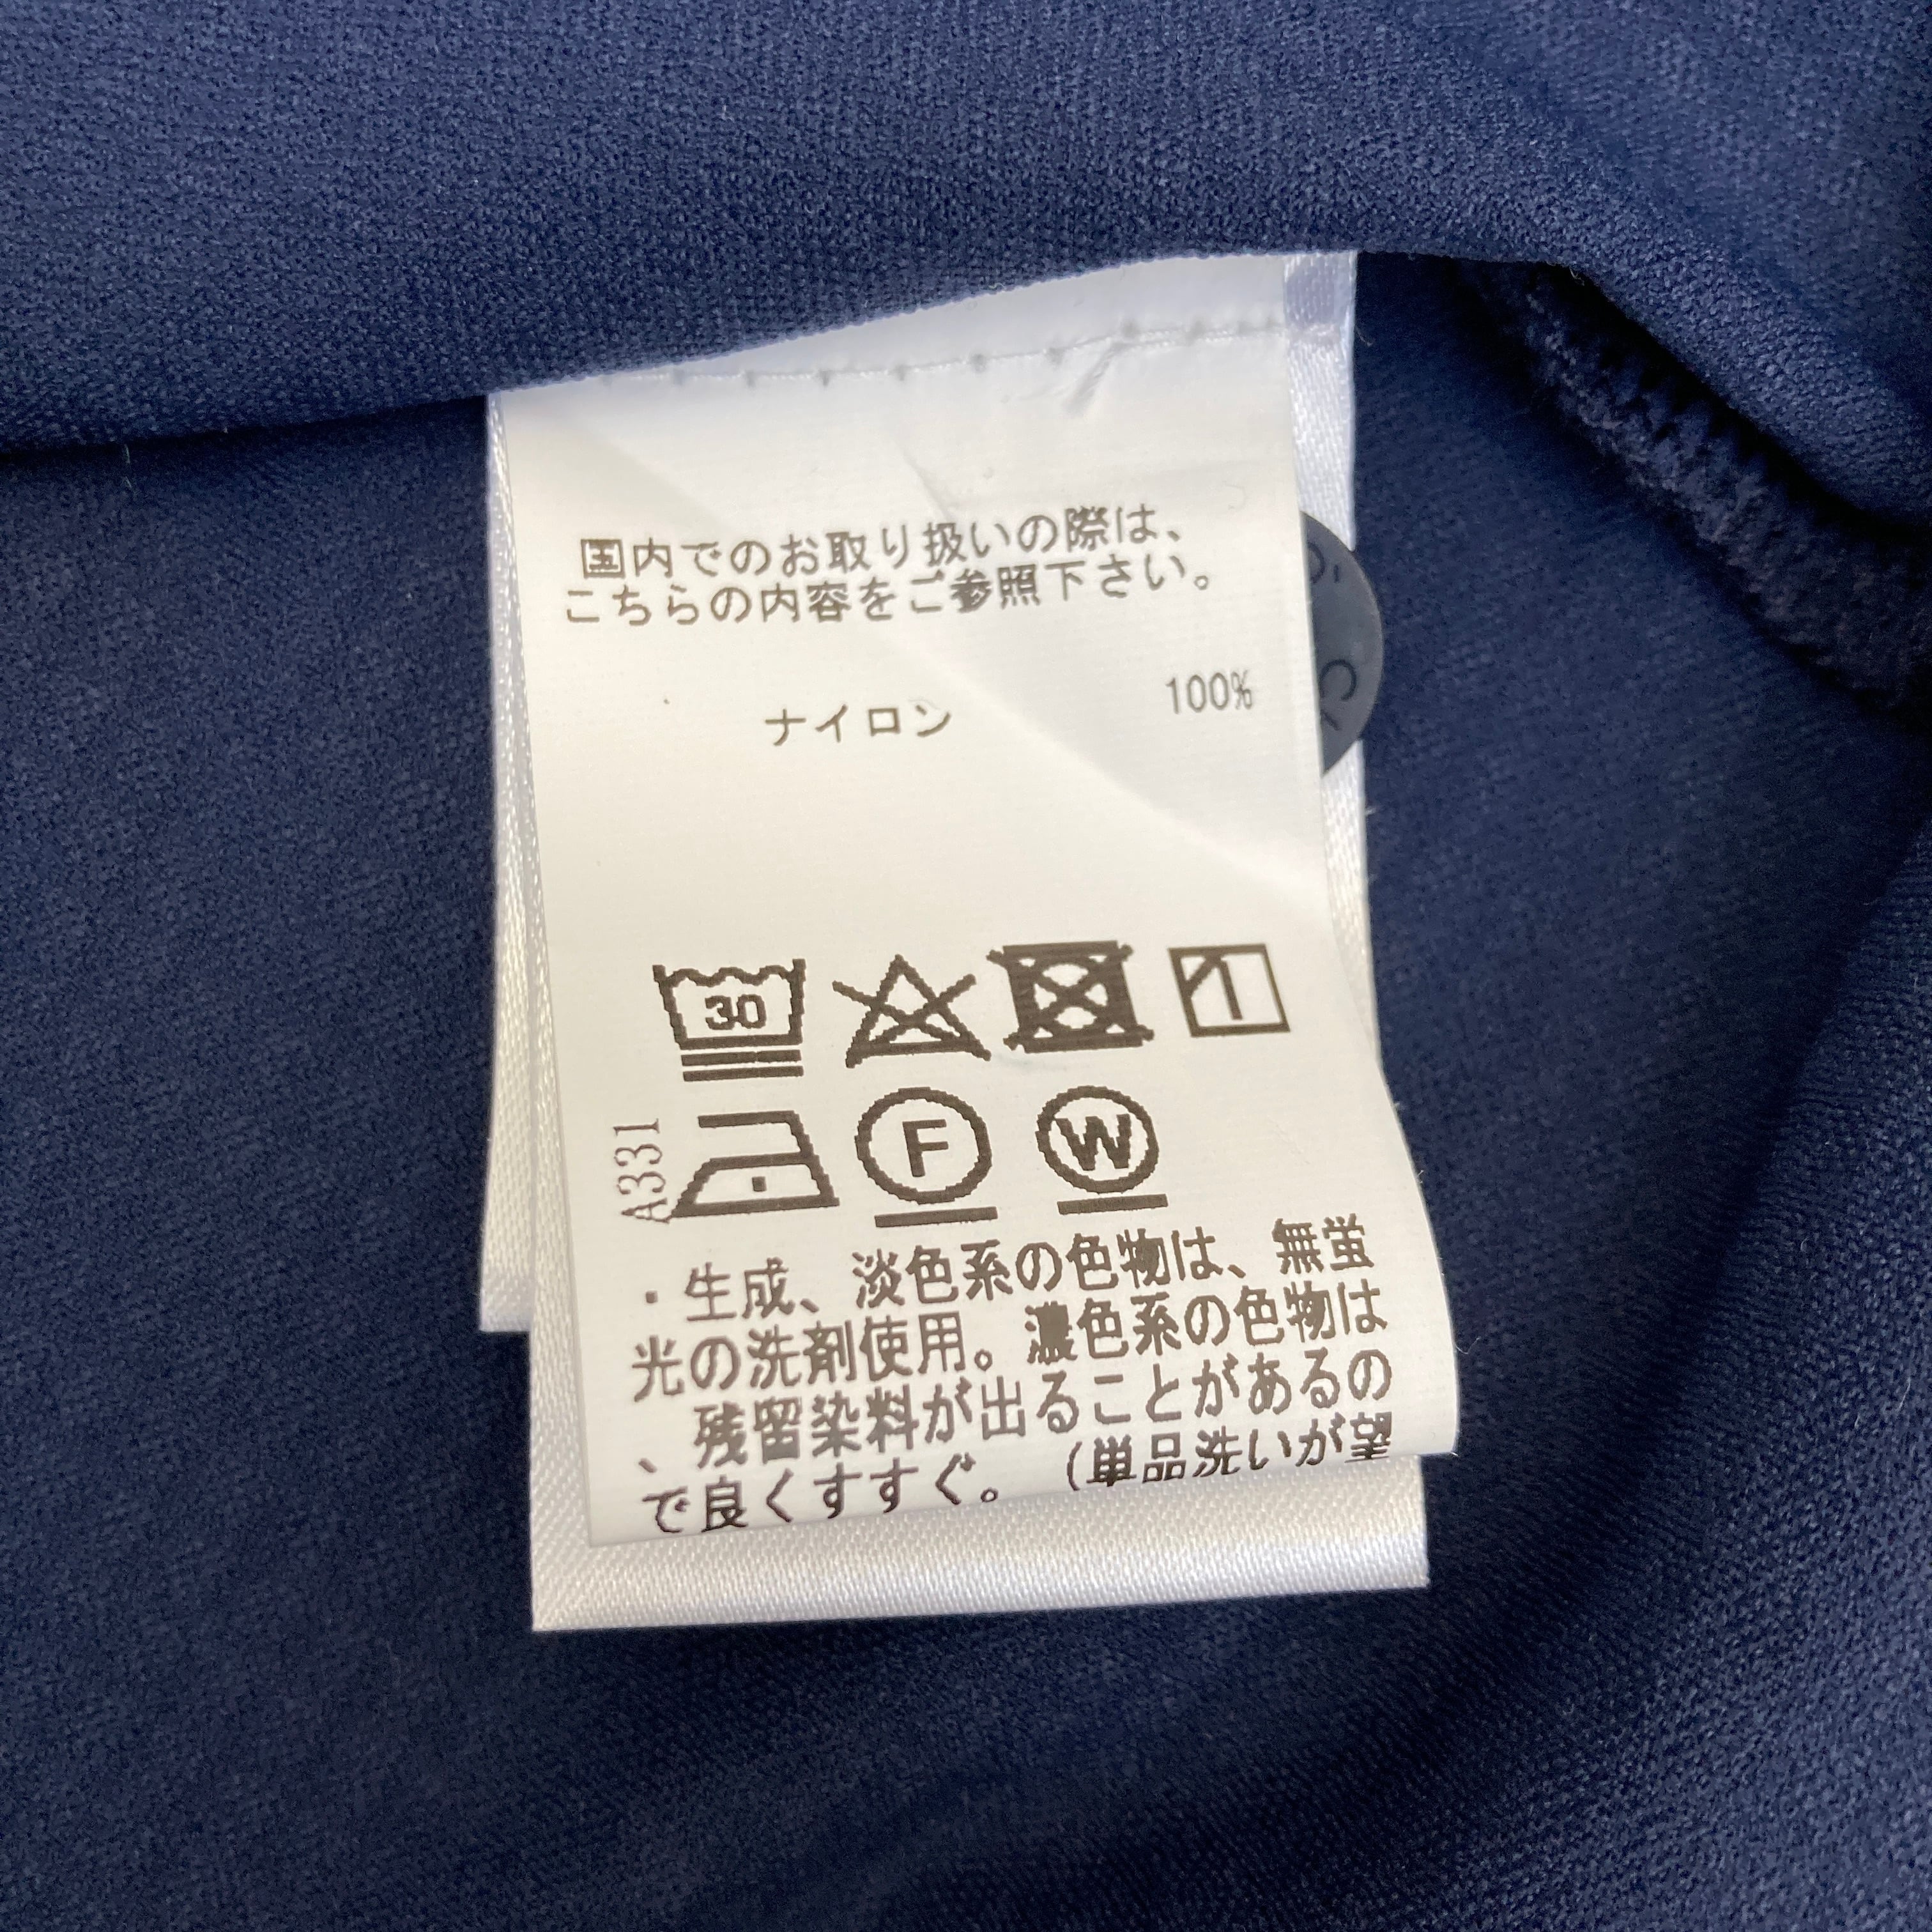 国内でのお取り扱いの際は、
こちらの内容をご参照下さい。
ナイロン 100%
30
F W
A331
・生成、淡色系の色物は、無蛍
光の洗剤使用。濃色系の色物は
、残留染料が出ることがあるの
で良くすすぐ。(単品洗いが望